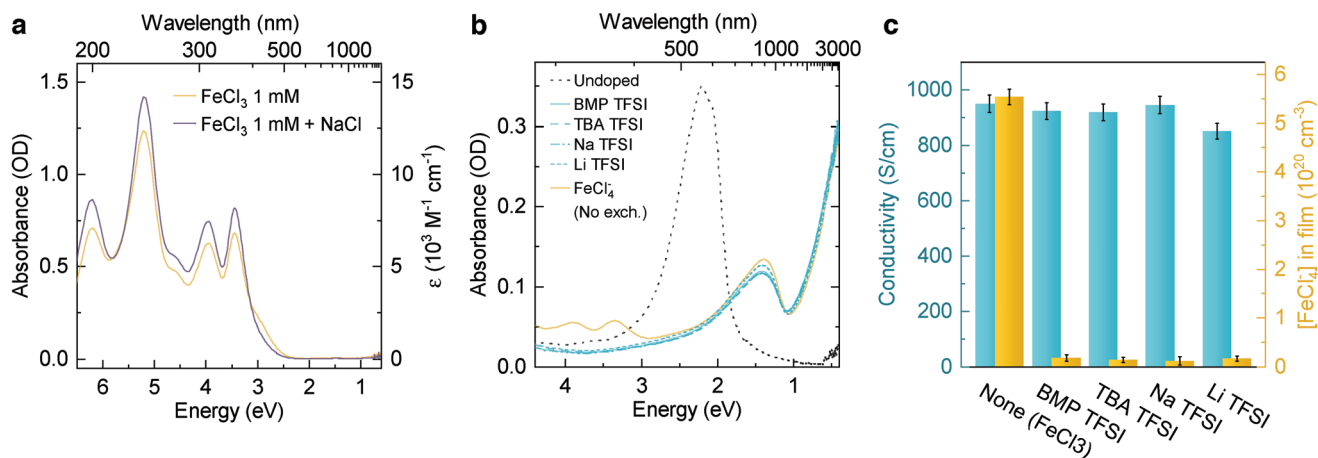 a
Wavelength (nm)
200 300 400 500 1000
1.5
1.0
0.5
0.0
Absorbance (OD)
FeCl₃ 1 mM
FeCl₃ 1 mM + NaCl
15
10
5
0
ε (10³ M⁻¹ cm⁻¹)
6 5 4 3 2 1
Energy (eV)
b
Wavelength (nm)
500 1000 3000
0.3
0.2
0.1
0.0
Absorbance (OD)
Undoped
BMP TFSI
TBA TFSI
Na TFSI
Li TFSI
FeCl₄⁻
(No exch.)
4 3 2 1
Energy (eV)
c
1000
800
600
400
200
0
Conductivity (S/cm)
6
5
4
3
2
1
0
[FeCl₄⁻] in film (10²⁰ cm⁻³)
None (FeCl3)
BMP TFSI
TBA TFSI
Na TFSI
Li TFSI